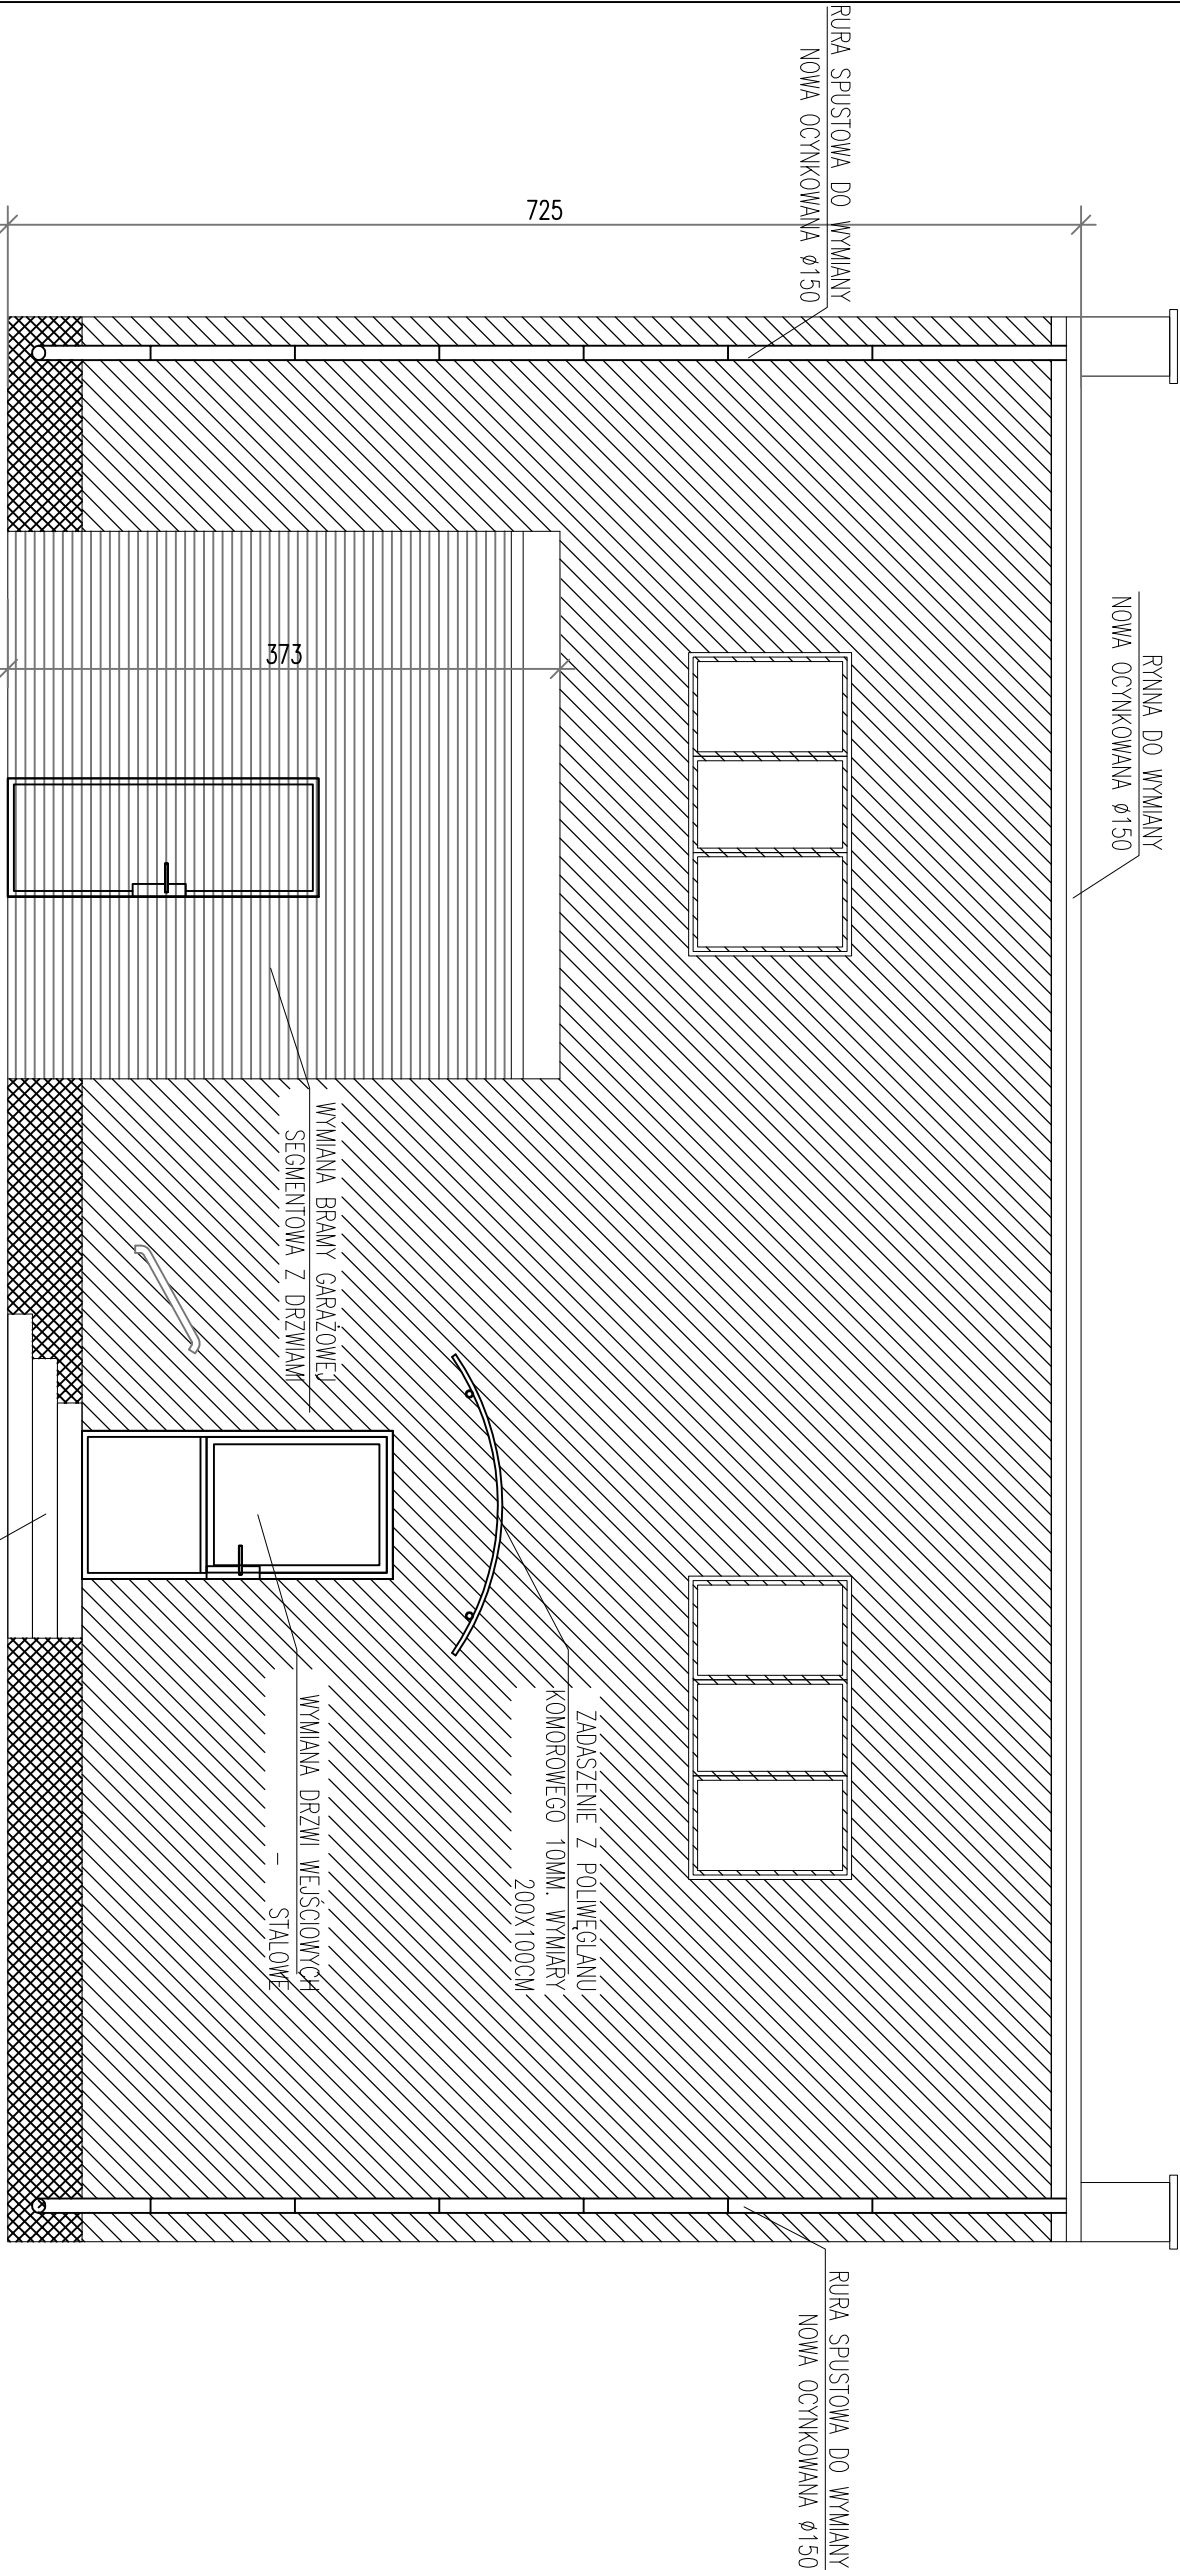 RYNNA DO WYMIANY
NOWA OCYNKOWANA Ø150
RURA SPUSTOWA DO WYMIANY
NOWA OCYNKOWANA Ø150
725
373
WYMIANA BRAMY GARAŻOWEJ
SEGMENTOWA Z DRZWIAMI
ZADASZENIE Z POLIWĘGLANU
KOMOROWEGO 10MM. WYMIARY
200X100CM
WYMIANA DRZWI WEJŚCIOWYCH
- STALOWE
RURA SPUSTOWA DO WYMIANY
NOWA OCYNKOWANA Ø150